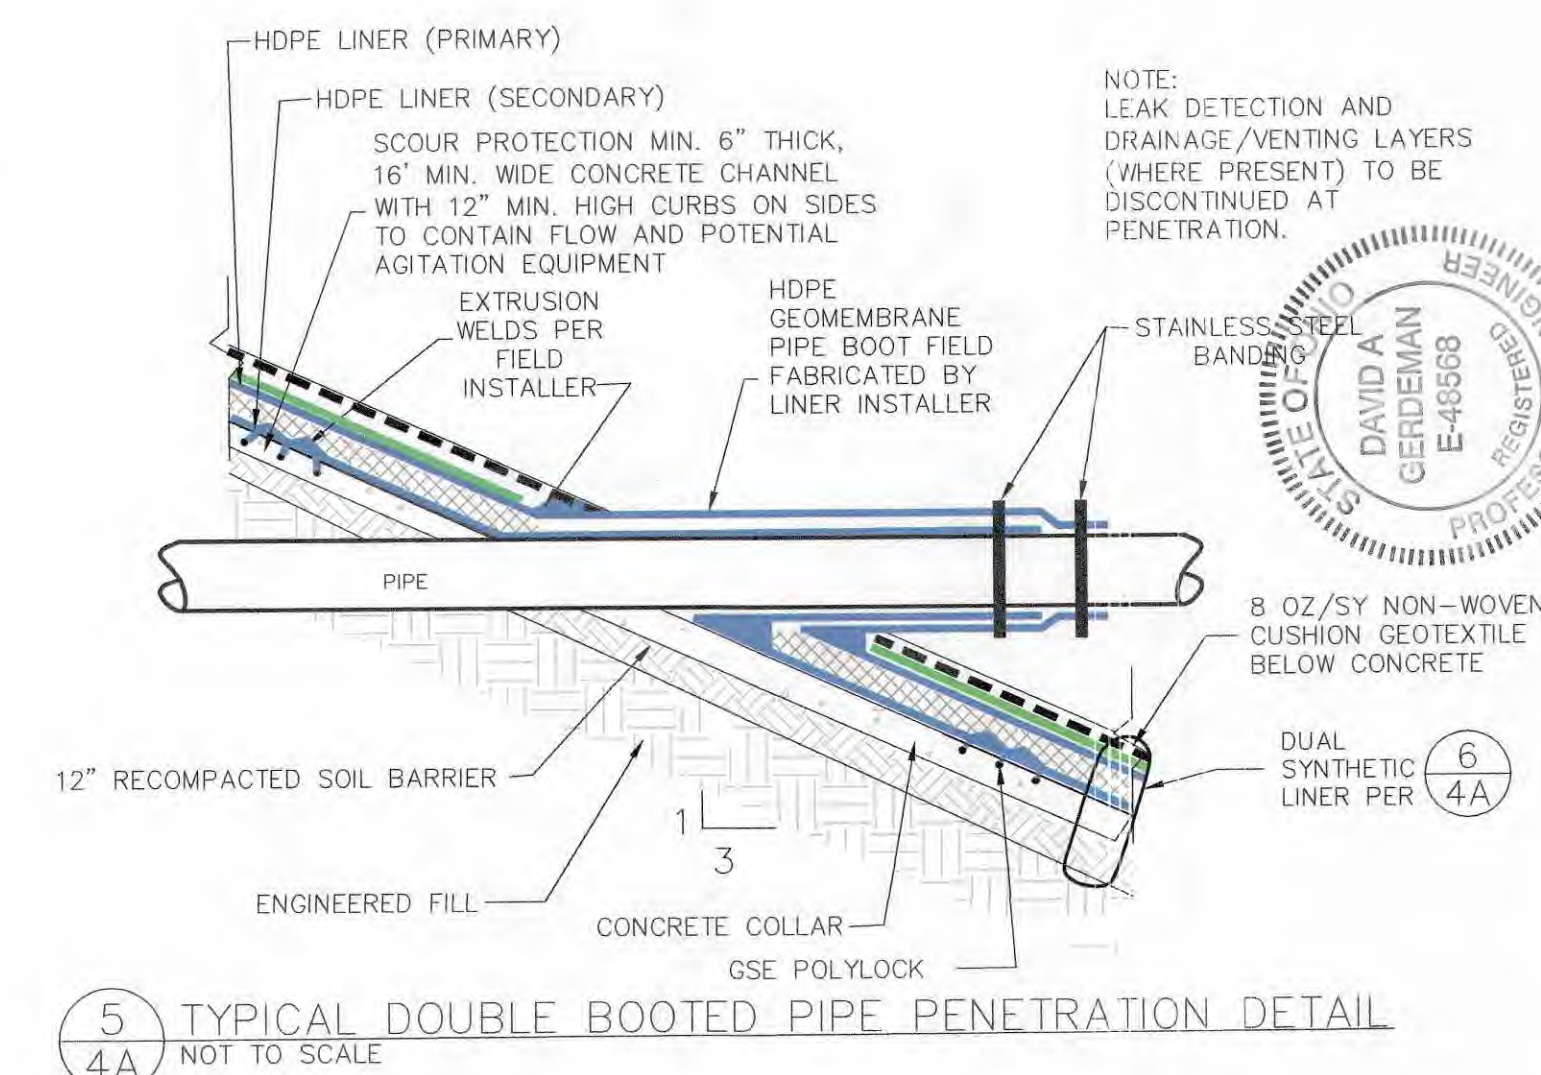 HDPE LINER (PRIMARY)
HDPE LINER (SECONDARY)
SCOUR PROTECTION MIN. 6" THICK,
16' MIN. WIDE CONCRETE CHANNEL
WITH 12" MIN. HIGH CURBS ON SIDES
TO CONTAIN FLOW AND POTENTIAL
AGITATION EQUIPMENT
EXTRUSION
WELDS PER
FIELD
INSTALLER
HDPE
GEOMEMBRANE
PIPE BOOT FIELD
FABRICATED BY
LINER INSTALLER
NOTE:
LEAK DETECTION AND
DRAINAGE/VENTING LAYERS
(WHERE PRESENT) TO BE
DISCONTINUED AT
PENETRATION.
STAINLESS STEEL
BANDING
STATE OF OHIO
DAVID A
GERDEMAN
E-48568
REGISTERED
PIPE
8 OZ/SY NON-WOVEN
CUSHION GEOTEXTILE
BELOW CONCRETE
DUAL
SYNTHETIC
LINER PER
6
4A
12" RECOMPACTED SOIL BARRIER
1
3
ENGINEERED FILL
CONCRETE COLLAR
GSE POLYLOCK
5
4A
TYPICAL DOUBLE BOOTED PIPE PENETRATION DETAIL
NOT TO SCALE